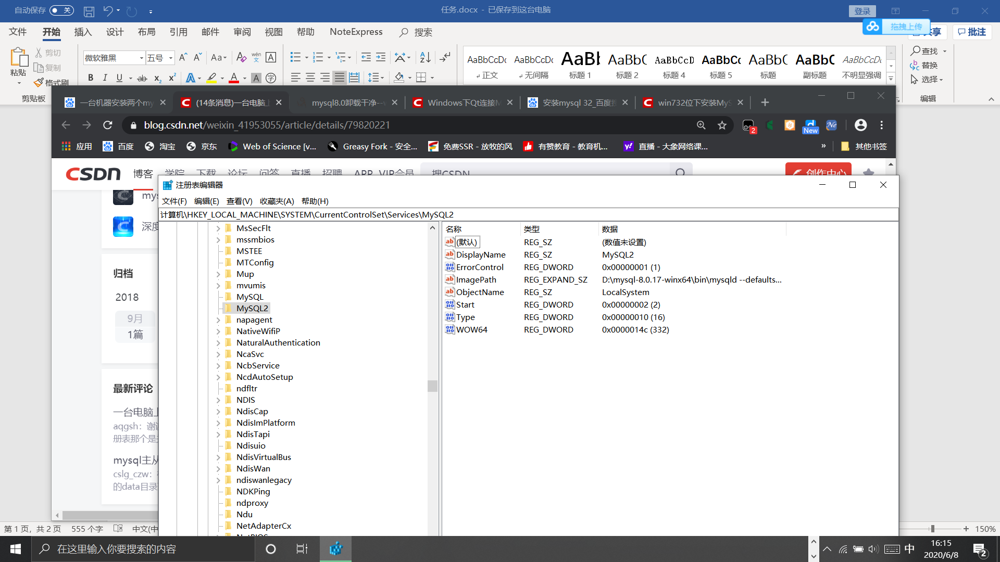 自动保存 关
任务.docx - 已保存到这台电脑
登录
文件 开始 插入 设计 布局 引用 邮件 审阅 视图 帮助 NoteExpress 搜索
拖拽上传
共享 批注
粘贴 剪切
复制
格式刷
剪贴板
微软雅黑 五号
AaBbCcDc AaBbCcDc AaBb AaBbC AaBbCcD AaBbCc AaBbC AaBbC AaBbCcDc
正文 无间隔 标题 1 标题 2 标题 4 标题 5 标题 副标题 不明显强调
查找
替换
选择
编辑
一台机器安装两个my
(14条消息)一台电脑上
mysql8.0卸载干净--
Windows下Qt连接M
安装mysql 32_百度搜
win732位下安装MyS
blog.csdn.net/weixin_41953055/article/details/79820221
2
New
应用 百度 淘宝 京东 Web of Science [v... Greasy Fork - 安全... 免费SSR - 放牧的风 有赞教育 - 教育机... 直播 - 大象网络课... » 其他书签
CSDN 博客 学院 下载 论坛 问答 直播 招聘 APP VIP会员 搜CSDN 创作中心
mys
深度
归档
2018
9月
1篇
最新评论
一台电脑上
aqgsh：谢谢
册表那个是
mysql主从
cslg_czw：
的data目录
注册表编辑器
文件(F) 编辑(E) 查看(V) 收藏夹(A) 帮助(H)
计算机\HKEY_LOCAL_MACHINE\SYSTEM\CurrentControlSet\Services\MySQL2
MsSecFlt
mssmbios
MSTEE
MTConfig
Mup
mvumis
MySQL
MySQL2
napagent
NativeWifiP
NaturalAuthentication
NcaSvc
NcbService
NcdAutoSetup
ndfltr
NDIS
NdisCap
NdisImPlatform
NdisTapi
Ndisuio
NdisVirtualBus
NdisWan
ndiswanlegacy
NDKPing
ndproxy
Ndu
NetAdapterCx
NetBIOS
名称 类型 数据
(默认) REG_SZ (数值未设置)
DisplayName REG_SZ MySQL2
ErrorControl REG_DWORD 0x00000001 (1)
ImagePath REG_EXPAND_SZ D:\mysql-8.0.17-winx64\bin\mysqld --defaults...
ObjectName REG_SZ LocalSystem
Start REG_DWORD 0x00000002 (2)
Type REG_DWORD 0x00000010 (16)
WOW64 REG_DWORD 0x0000014c (332)
第 1 页，共 2 页 555 个字 中文(中
150%
在这里输入你要搜索的内容
中
16:15
2020/6/8
2